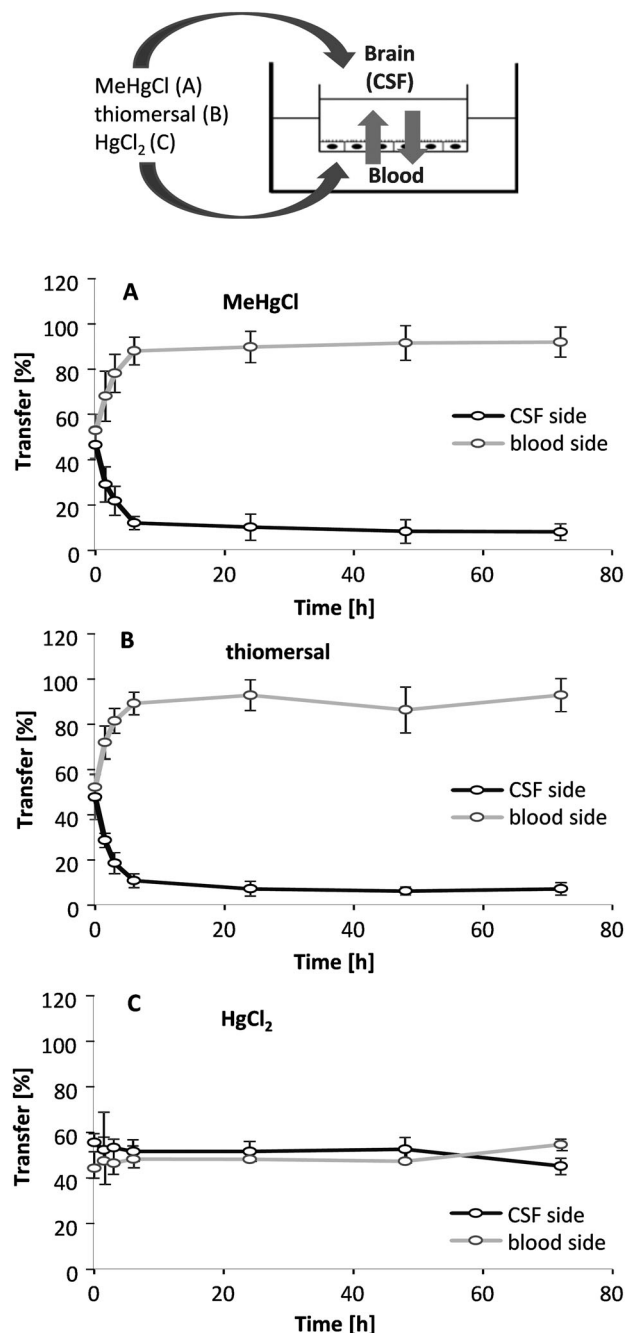 Brain
(CSF)
MeHgCl (A)
thiomersal (B)
HgCl₂ (C)
Blood
A
MeHgCl
Transfer [%]
120
100
80
60
40
20
0
CSF side
blood side
0 20 40 60 80
Time [h]
B
thiomersal
Transfer [%]
120
100
80
60
40
20
0
CSF side
blood side
0 20 40 60 80
Time [h]
C
HgCl₂
Transfer [%]
120
100
80
60
40
20
0
CSF side
blood side
0 20 40 60 80
Time [h]